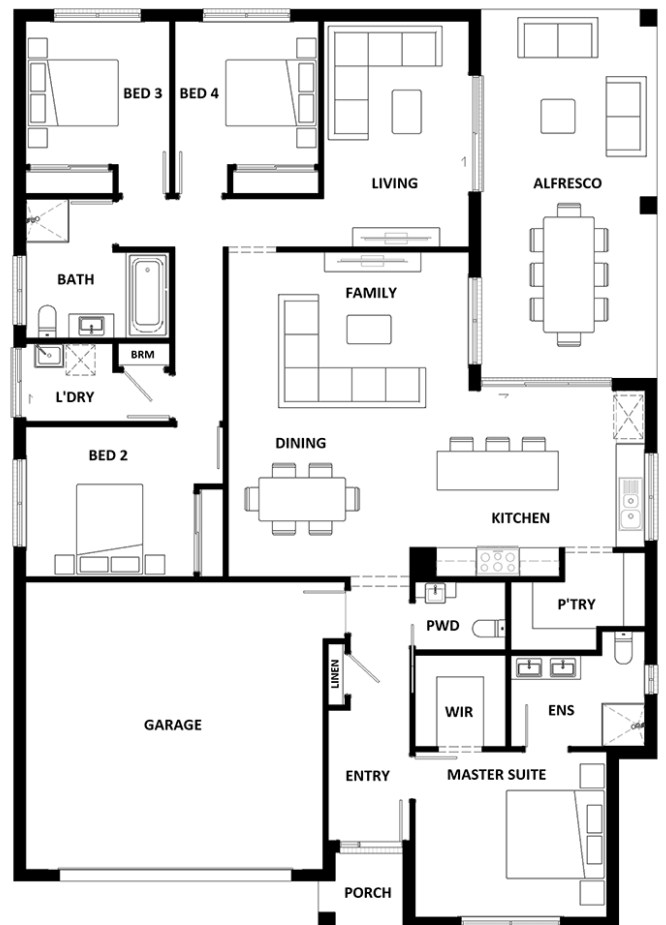 BED 3
BED 4
LIVING
ALFRESCO
BATH
FAMILY
BRM
L'DRY
DINING
BED 2
KITCHEN
P'TRY
PWD
LINEN
WIR
ENS
GARAGE
ENTRY
MASTER SUITE
PORCH